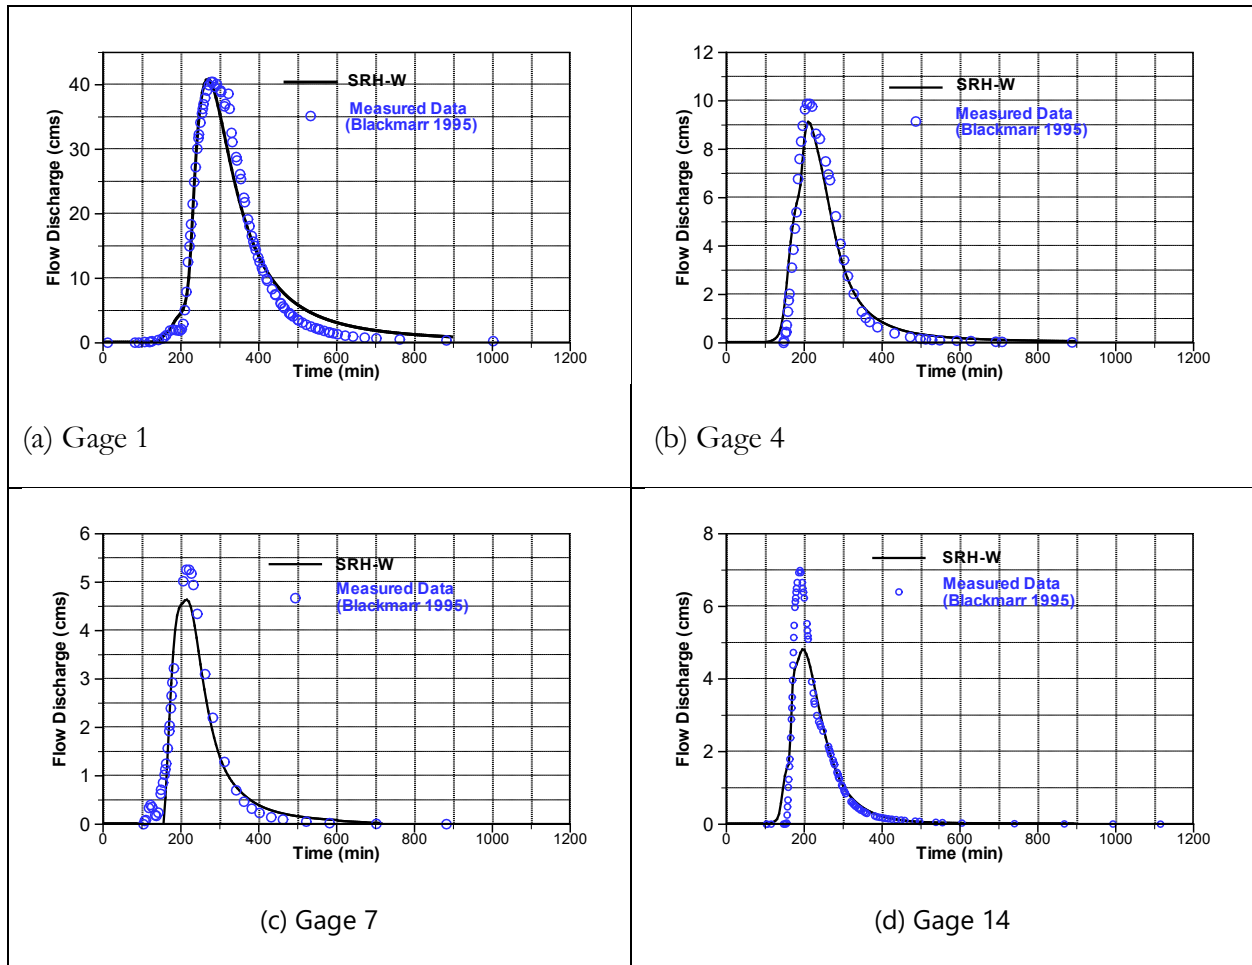 SRH-W
Measured Data
(Blackmarr 1995)
Flow Discharge (cms)
40
30
20
10
0
0
200
400
600
800
1000
1200
Time (min)
(a) Gage 1
SRH-W
Measured Data
(Blackmarr 1995)
Flow Discharge (cms)
12
10
8
6
4
2
0
0
200
400
600
800
1000
1200
Time (min)
(b) Gage 4
SRH-W
Measured Data
(Blackmarr 1995)
Flow Discharge (cms)
6
5
4
3
2
1
0
0
200
400
600
800
1000
1200
Time (min)
(c) Gage 7
SRH-W
Measured Data
(Blackmarr 1995)
Flow Discharge (cms)
8
6
4
2
0
0
200
400
600
800
1000
1200
Time (min)
(d) Gage 14